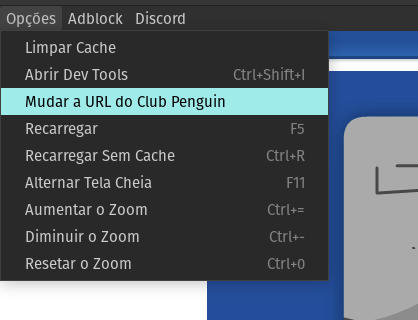 Opções Adblock Discord
Limpar Cache
Abrir Dev Tools Ctrl+Shift+I
Mudar a URL do Club Penguin
Recarregar F5
Recarregar Sem Cache Ctrl+R
Alternar Tela Cheia F11
Aumentar o Zoom Ctrl+=
Diminuir o Zoom Ctrl+-
Resetar o Zoom Ctrl+0